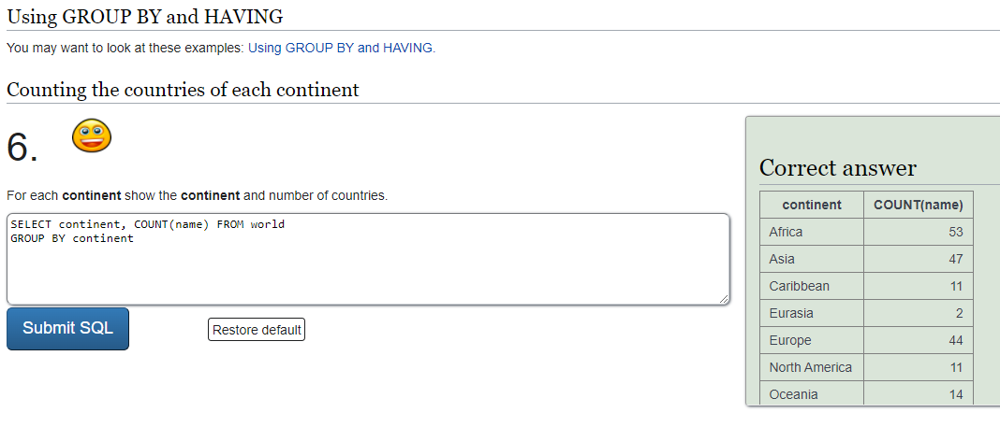 Using GROUP BY and HAVING
You may want to look at these examples: Using GROUP BY and HAVING.
Counting the countries of each continent
6.
For each continent show the continent and number of countries.
SELECT continent, COUNT(name) FROM world
GROUP BY continent
Submit SQL
Restore default
Correct answer
continent COUNT(name)
Africa 53
Asia 47
Caribbean 11
Eurasia 2
Europe 44
North America 11
Oceania 14